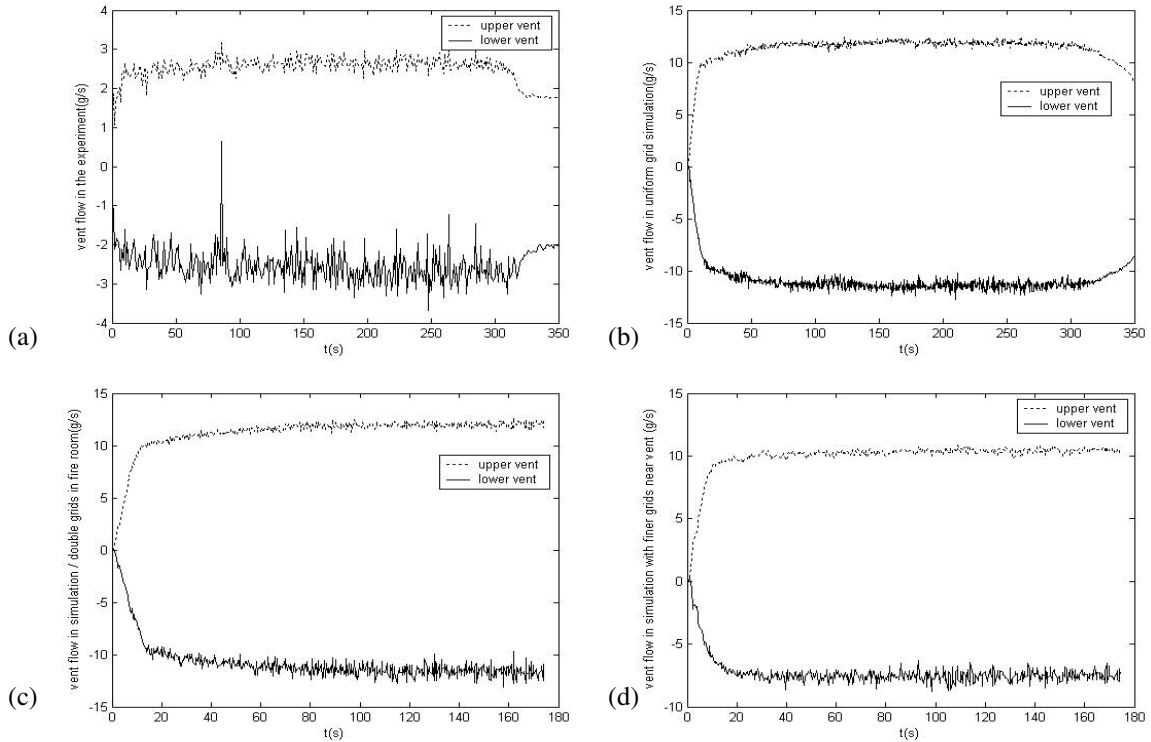 4
3
2
1
0
-1
-2
-3
-4
0 50 100 150 200 250 300 350
t(s)
vent flow in the experiment(g/s)
upper vent
lower vent
(a)
15
10
5
0
-5
-10
-15
0 50 100 150 200 250 300 350
t(s)
vent flow in uniform grid simulation(g/s)
upper vent
lower vent
(b)
15
10
5
0
-5
-10
-15
0 20 40 60 80 100 120 140 160 180
t(s)
vent flow in simulation / double grids in fire room(g/s)
upper vent
lower vent
(c)
15
10
5
0
-5
-10
0 20 40 60 80 100 120 140 160 180
t(s)
vent flow in simulation with finer grids near vent (g/s)
upper vent
lower vent
(d)